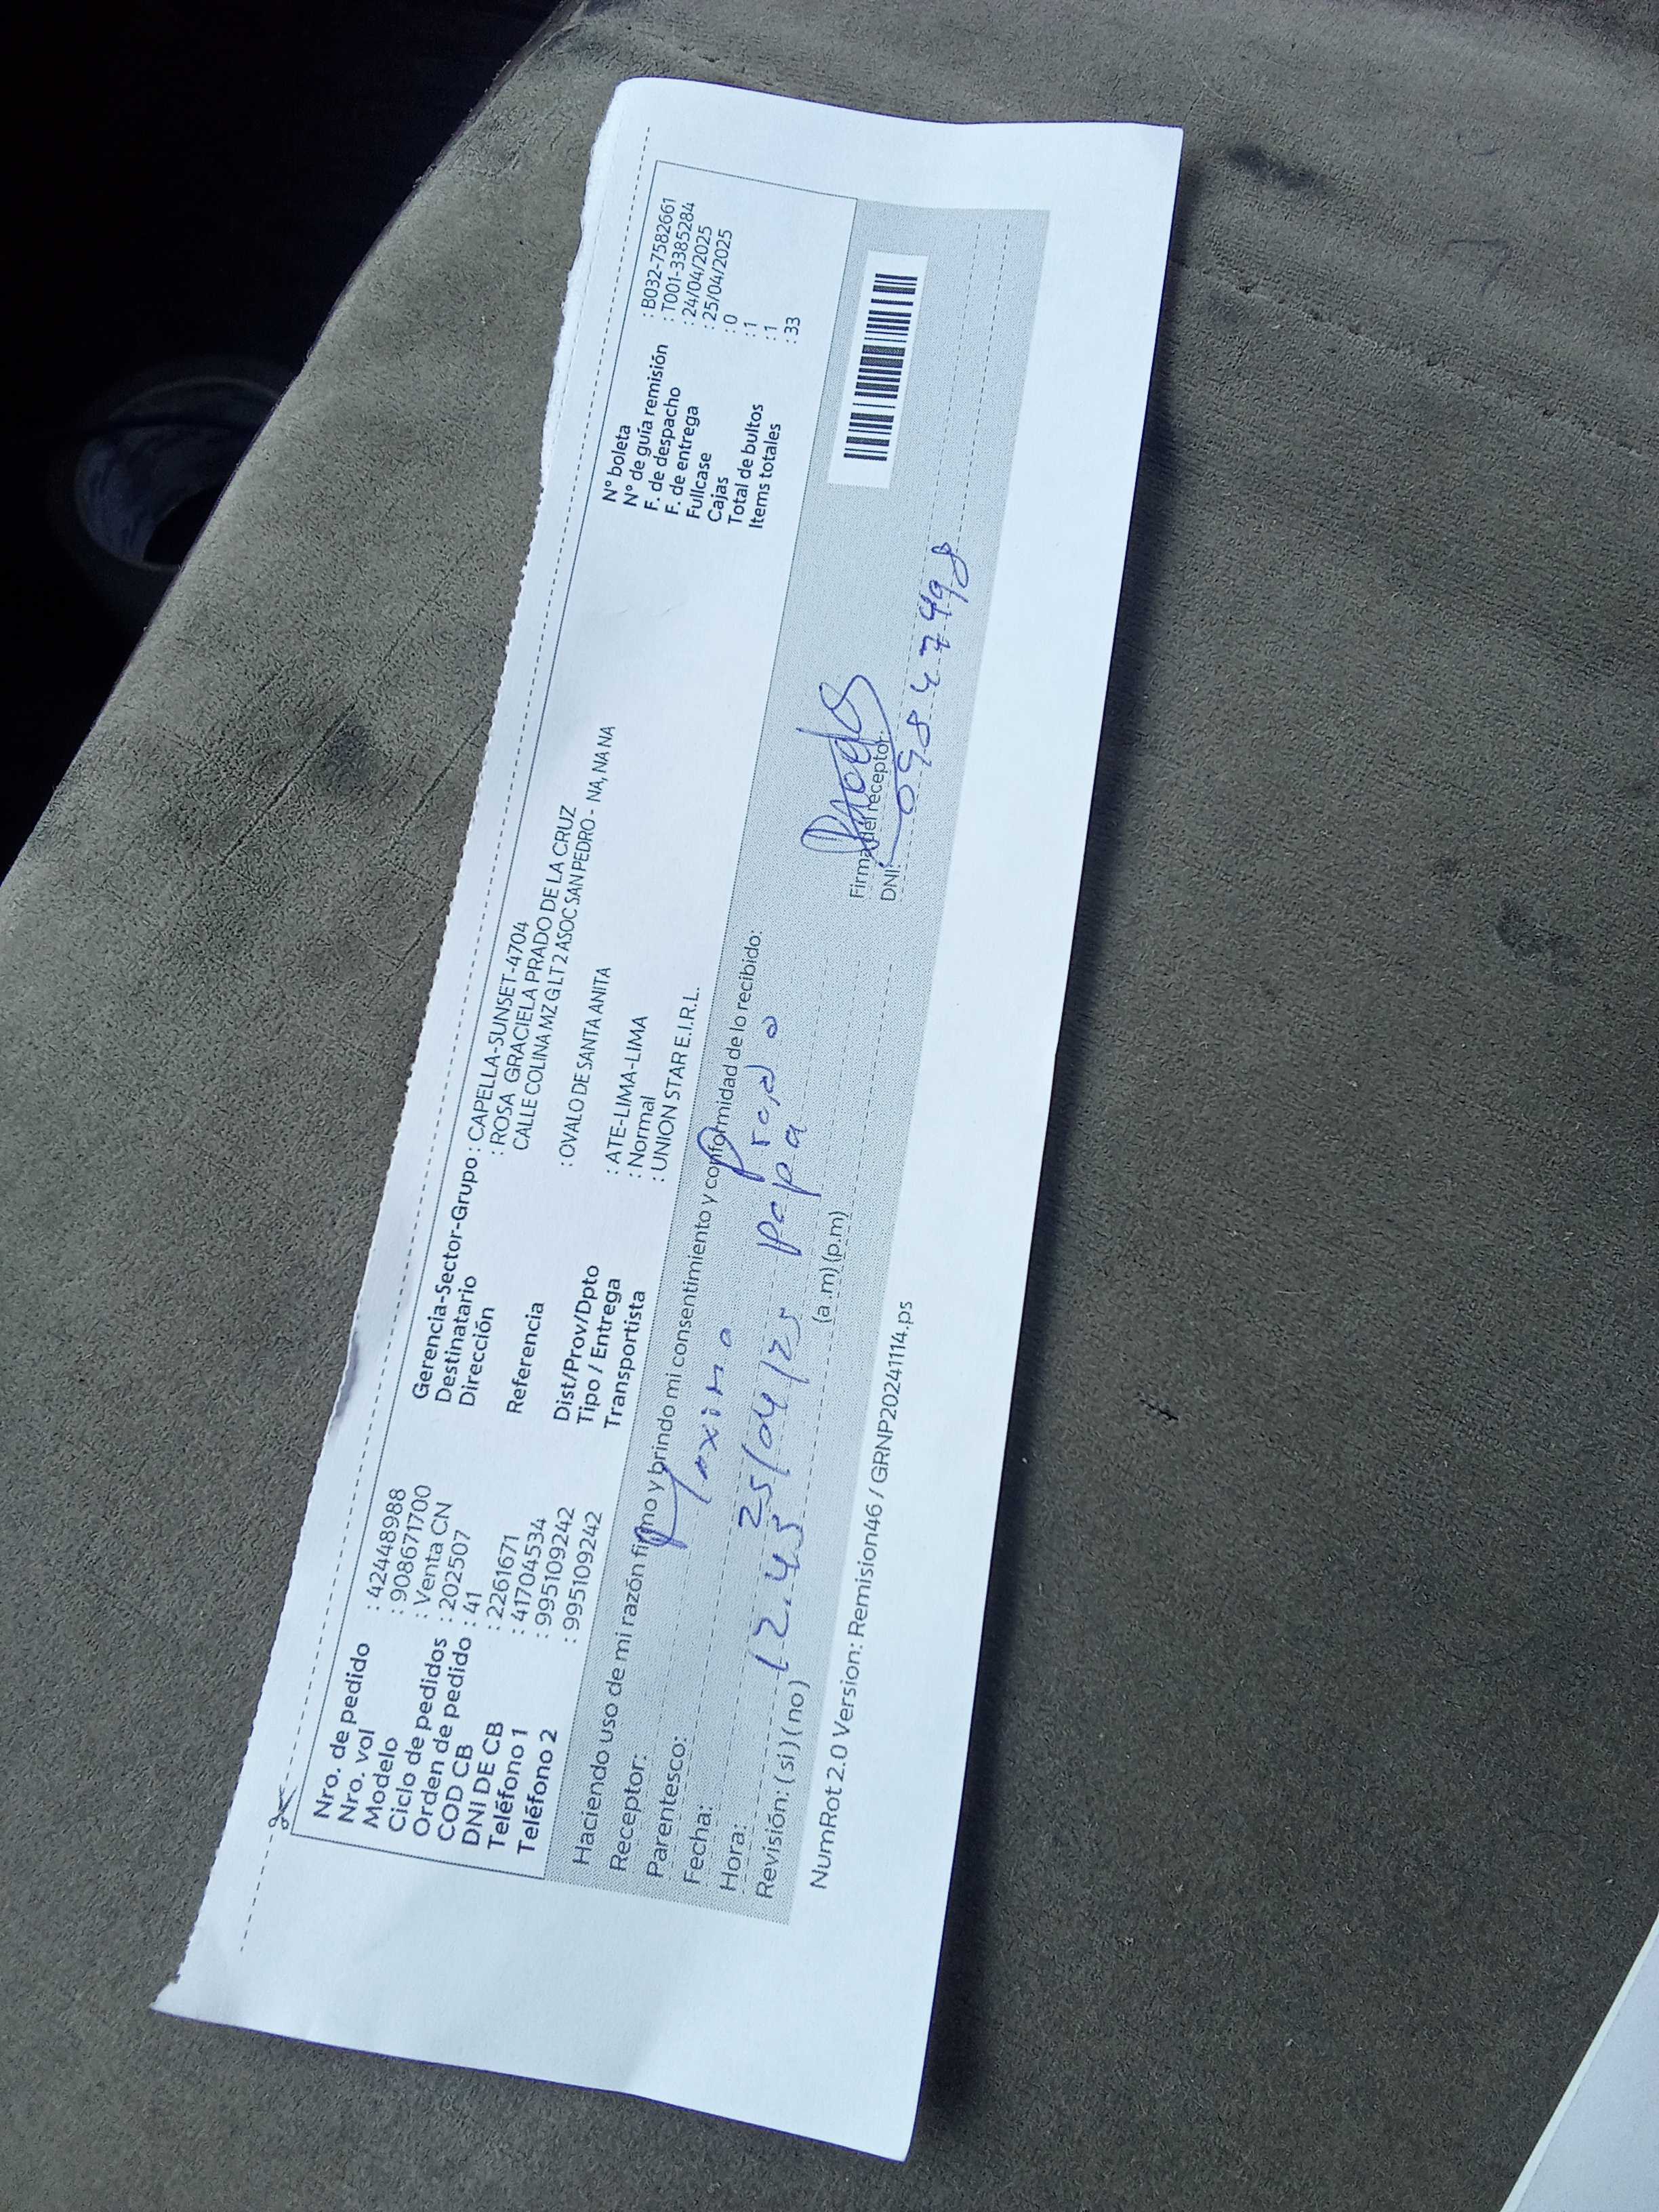 Nro. de pedido : 42448988
Nro. vol : 908671700
Modelo : Venta CN
Ciclo de pedidos : 202507
Orden de pedido : 41
COD CB : 2261671
DNI DE CB : 41704534
Teléfono 1 : 995109242
Teléfono 2 : 995109242
Gerencia-Sector-Grupo : CAPELLA-SUNSET-4704
Destinatario : ROSA GRACIELA PRADO DE LA CRUZ
Dirección CALLE COLINA MZ G LT 2 ASOC SAN PEDRO - NA, NA NA
Referencia : OVALO DE SANTA ANITA
Dist/Prov/Dpto : ATE-LIMA-LIMA
Tipo / Entrega : Normal
Transportista : UNION STAR E.I.R.L.
N° boleta : B032-7582661
N° de guía remisión : T001-3385284
F. de despacho : 24/04/2025
F. de entrega : 25/04/2025
Fullcase : 0
Cajas : 1
Total de bultos : 1
Items totales : 33
Haciendo uso de mi razón firmo y brindo mi consentimiento y conformidad de lo recibido:
Receptor: Maximo Prado
Parentesco: papa
Fecha: 25/04/25
Hora: 12.45 (a.m) (p.m)
Revisión: (si) (no)
Firma del receptor
DNI:
NumRot 2.0 Version: Remision46 / GRNP20241114.ps